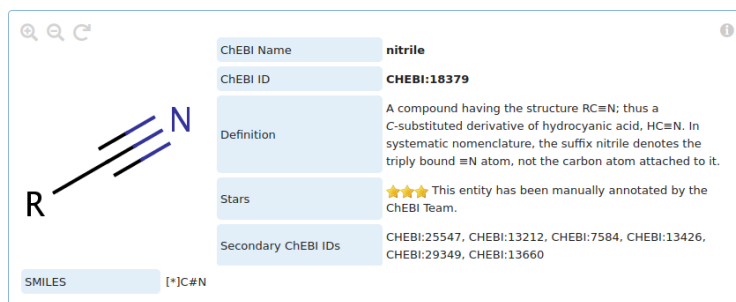 ChEBI Name nitrile
ChEBI ID CHEBI:18379
Definition A compound having the structure RC≡N; thus a
C-substituted derivative of hydrocyanic acid, HC≡N. In
systematic nomenclature, the suffix nitrile denotes the
triply bound ≡N atom, not the carbon atom attached to it.
Stars This entity has been manually annotated by the
ChEBI Team.
Secondary ChEBI IDs CHEBI:25547, CHEBI:13212, CHEBI:7584, CHEBI:13426,
CHEBI:29349, CHEBI:13660
N
R
SMILES [*]C#N